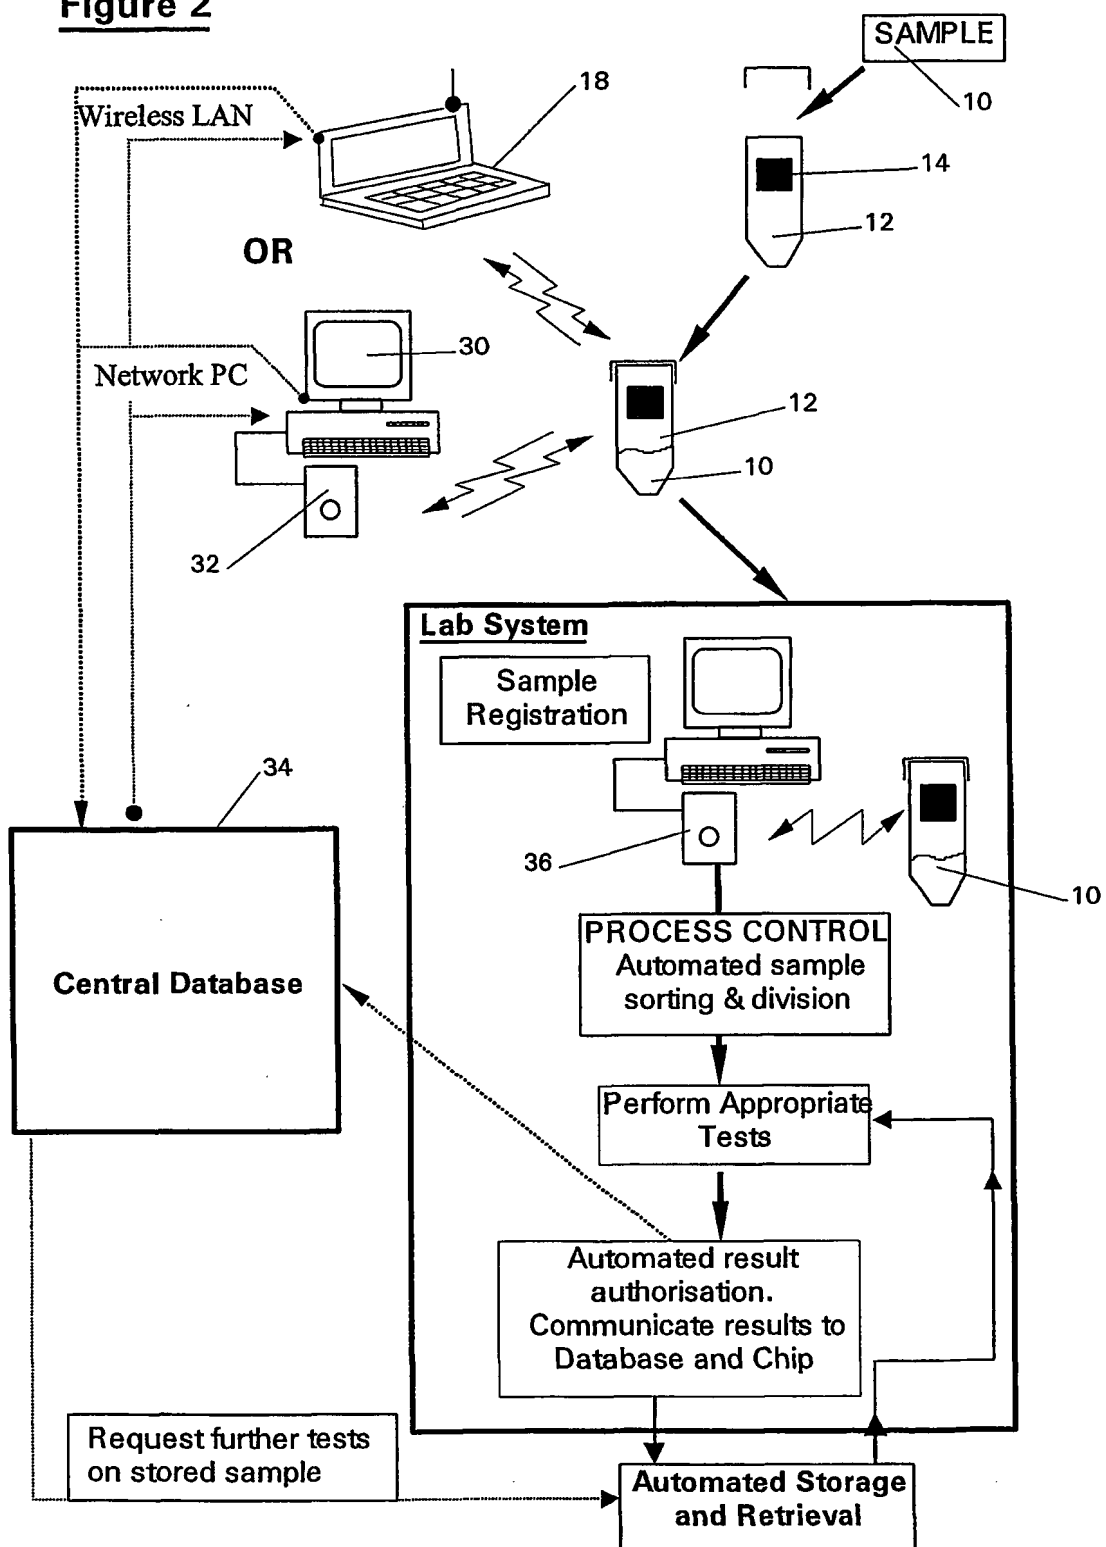 Figure 2
SAMPLE
10
18
Wireless LAN
14
12
OR
30
Network PC
12
10
32
Lab System
Sample
Registration
34
36
10
PROCESS CONTROL
Automated sample
sorting & division
Central Database
Perform Appropriate
Tests
Automated result
authorisation.
Communicate results to
Database and Chip
Request further tests
on stored sample
Automated Storage
and Retrieval